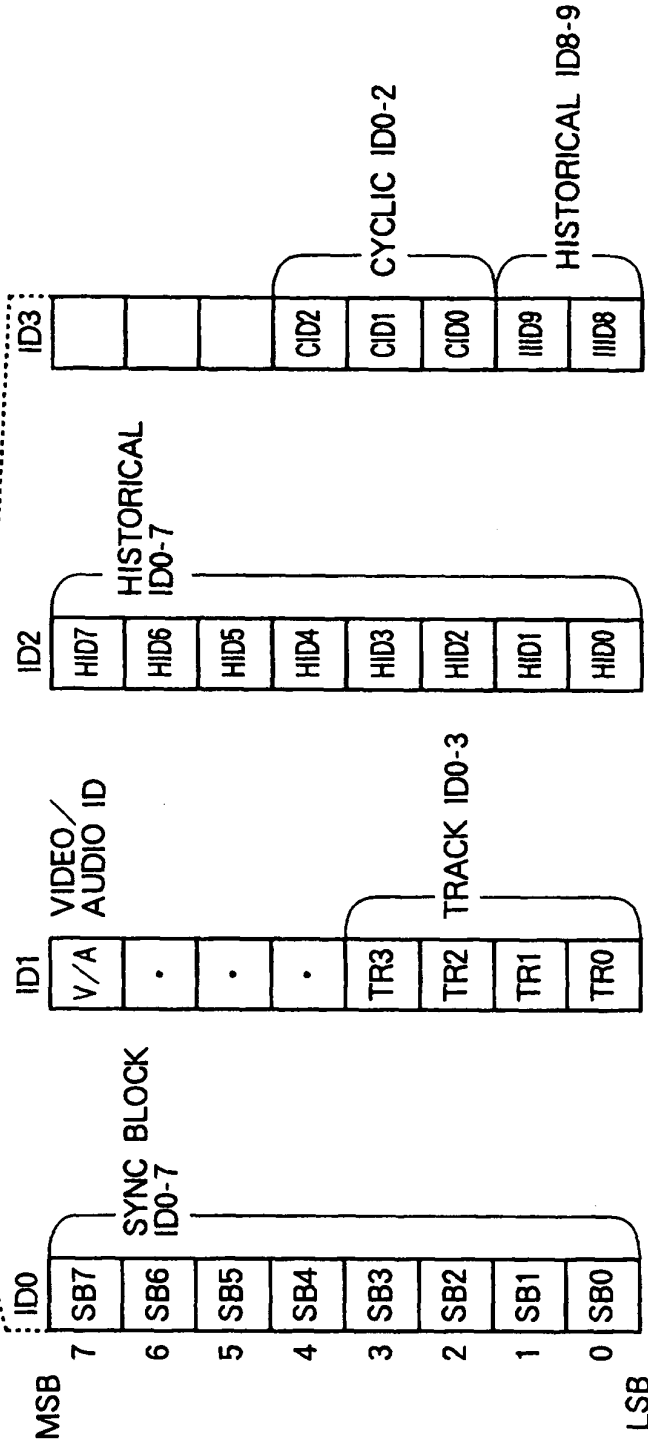 ID0
MSB
7 SB7
6 SB6
5 SB5
4 SB4
3 SB3
2 SB2
1 SB1
0 SB0
LSB
SYNC BLOCK
ID0-7
ID1
V/A
·
·
·
TR3
TR2
TR1
TR0
VIDEO/
AUDIO ID
TRACK ID0-3
ID2
HID7
HID6
HID5
HID4
HID3
HID2
HID1
HID0
HISTORICAL
ID0-7
ID3
CID2
CID1
CID0
IIID9
IIID8
CYCLIC ID0-2
HISTORICAL ID8-9